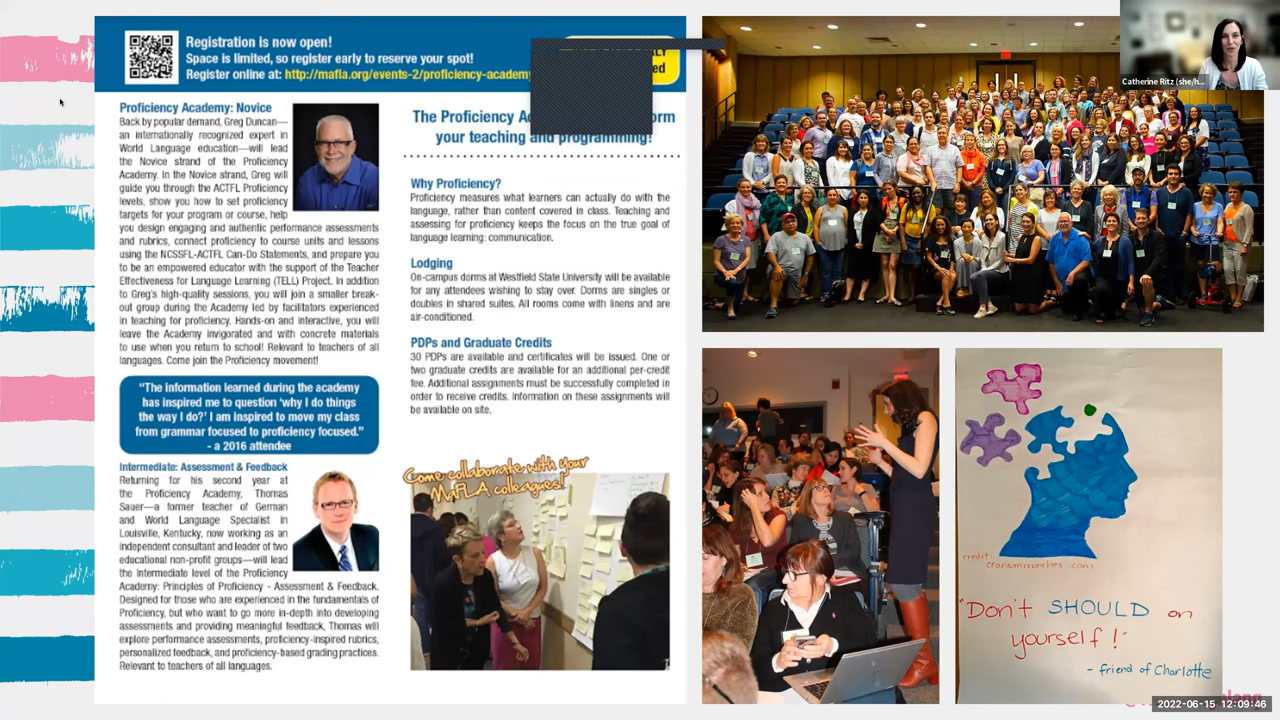 Registration is now open!
Space is limited, so register early to reserve your spot!
Register online at: http://mafla.org/events-2/proficiency-academy
Proficiency Academy: Novice
Back by popular demand, Greg Duncan—
an internationally recognized expert in
World Language education—will lead
the Novice strand of the Proficiency
Academy. In the Novice strand, Greg will
guide you through the ACTFL Proficiency
levels, show you how to set proficiency
targets for your program or course, help
you design engaging and authentic performance assessments
and rubrics, connect proficiency to course units and lessons
using the NCSSFL-ACTFL Can-Do Statements, and prepare you
to be an empowered educator with the support of the Teacher
Effectiveness for Language Learning (TELL) Project. In addition
to Greg's high-quality sessions, you will join a smaller break-
out group during the Academy led by facilitators experienced
in teaching for proficiency. Hands-on and interactive, you will
leave the Academy invigorated and with concrete materials
to use when you return to school! Relevant to teachers of all
languages. Come join the Proficiency movement!
"The information learned during the academy
has inspired me to question 'why I do things
the way I do?' I am inspired to move my class
from grammar focused to proficiency focused."
- a 2016 attendee
Intermediate: Assessment & Feedback
Returning for his second year at
the Proficiency Academy, Thomas
Sauer—a former teacher of German
and World Language Specialist in
Louisville, Kentucky, now working as an
independent consultant and leader of two
educational non-profit groups—will lead
the Intermediate level of the Proficiency
Academy: Principles of Proficiency - Assessment & Feedback.
Designed for those who are experienced in the fundamentals of
Proficiency, but who want to go more in-depth into developing
assessments and providing meaningful feedback, Thomas will
explore performance assessments, proficiency-inspired rubrics,
personalized feedback, and proficiency-based grading practices.
Relevant to teachers of all languages.
The Proficiency
your teaching and programming!
Why Proficiency?
Proficiency measures what learners can actually do with the
language, rather than content covered in class. Teaching and
assessing for proficiency keeps the focus on the true goal of
language learning: communication.
Lodging
On-campus dorms at Westfield State University will be available
for any attendees wishing to stay over. Dorms are singles or
doubles in shared suites. All rooms come with linens and are
air-conditioned.
PDPs and Graduate Credits
30 PDPs are available and certificates will be issued. One or
two graduate credits are available for an additional per-credit
fee. Additional assignments must be successfully completed in
order to receive credits. Information on these assignments will
be available on site.
Come collaborate with your
MaFLA colleagues!
Catherine Ritz (she/h...
credit:
craniumcrunches.com
"Don't SHOULD on
yourself!"
- friend of Charlotte
2022-06-15 12:09:46